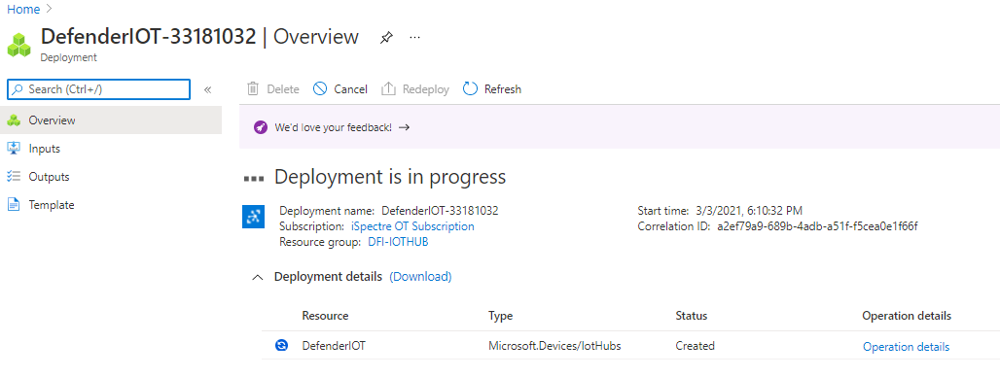 Home
DefenderIOT-33181032 | Overview
Deployment
Search (Ctrl+/)
Delete Cancel Redeploy Refresh
Overview
We'd love your feedback!
Inputs
Outputs
Template
Deployment is in progress
Deployment name: DefenderIOT-33181032 Start time: 3/3/2021, 6:10:32 PM
Subscription: iSpectre OT Subscription Correlation ID: a2ef79a9-689b-4adb-a51f-f5cea0e1f66f
Resource group: DFI-IOTHUB
Deployment details (Download)
Resource Type Status Operation details
DefenderIOT Microsoft.Devices/IotHubs Created Operation details